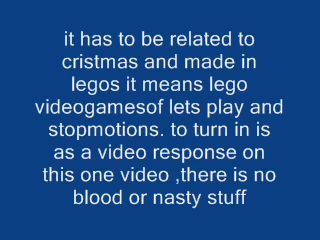 it has to be related to
cristmas and made in
legos it means lego
videogamesof lets play and
stopmotions. to turn in is
as a video response on
this one video ,there is no
blood or nasty stuff